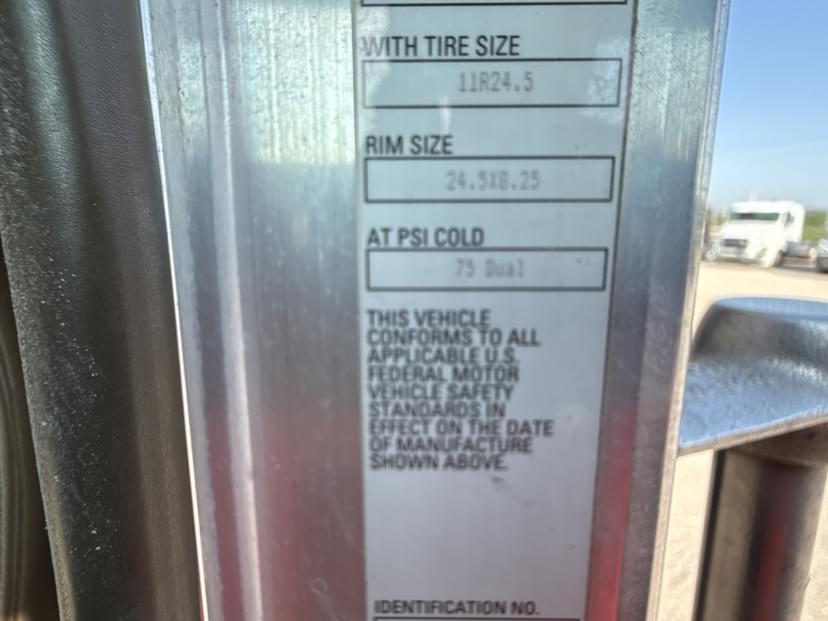 WITH TIRE SIZE
11R24.5
RIM SIZE
24.5X8.25
AT PSI COLD
75 Dual
THIS VEHICLE
CONFORMS TO ALL
APPLICABLE U.S.
FEDERAL MOTOR
VEHICLE SAFETY
STANDARDS IN
EFFECT ON THE DATE
OF MANUFACTURE
SHOWN ABOVE.
IDENTIFICATION NO.